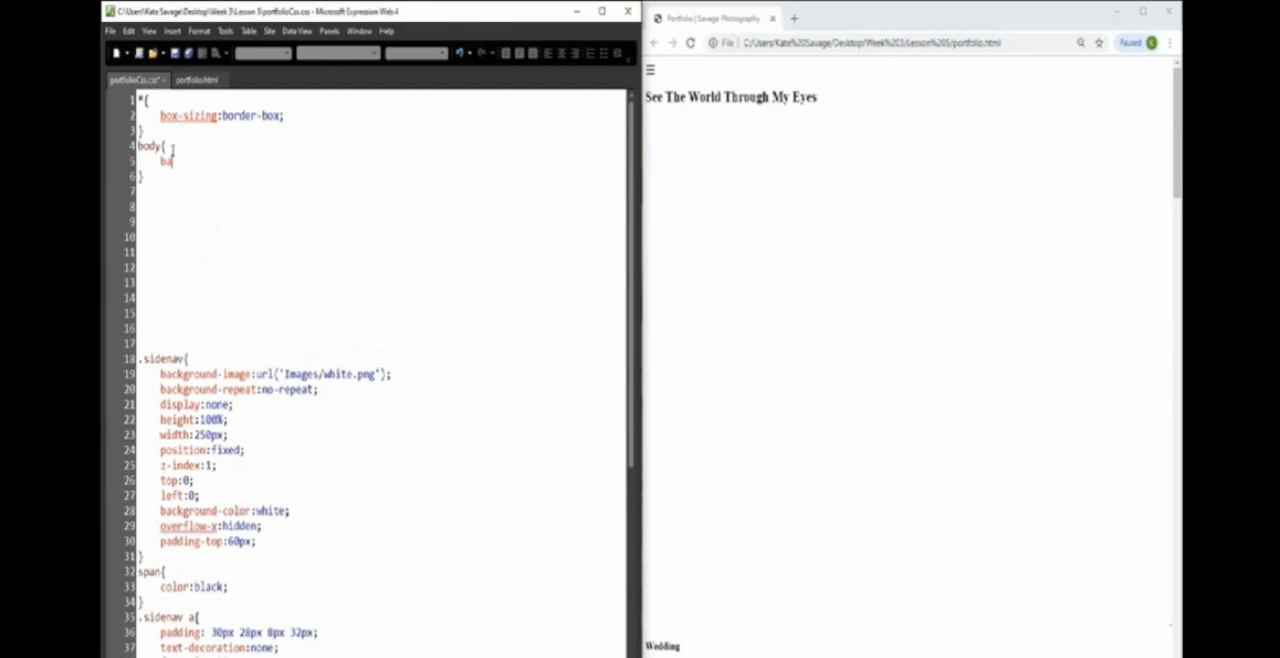 C:\Users\Kate Savage\Desktop\Week 3\Lesson 5\portfolioCss.css - Microsoft Expression Web 4
File Edit View Insert Format Tools Table Site Data View Panels Window Help
portfolioCss.css* × portfolio.html
1 *{
2 box-sizing:border-box;
3 }
4 body{
5 ba
6 }
7
8
9
10
11
12
13
14
15
16
17
18 .sidenav{
19 background-image:url('Images/white.png');
20 background-repeat:no-repeat;
21 display:none;
22 height:100%;
23 width:250px;
24 position:fixed;
25 z-index:1;
26 top:0;
27 left:0;
28 background-color:white;
29 overflow-x:hidden;
30 padding-top:60px;
31 }
32 span{
33 color:black;
34 }
35 .sidenav a{
36 padding: 30px 28px 8px 32px;
37 text-decoration:none;
Portfolio | Savage Photography
File | C:/Users/Kate%20Savage/Desktop/Week%203/Lesson%205/portfolio.html
Paused K
☰
See The World Through My Eyes
Wedding